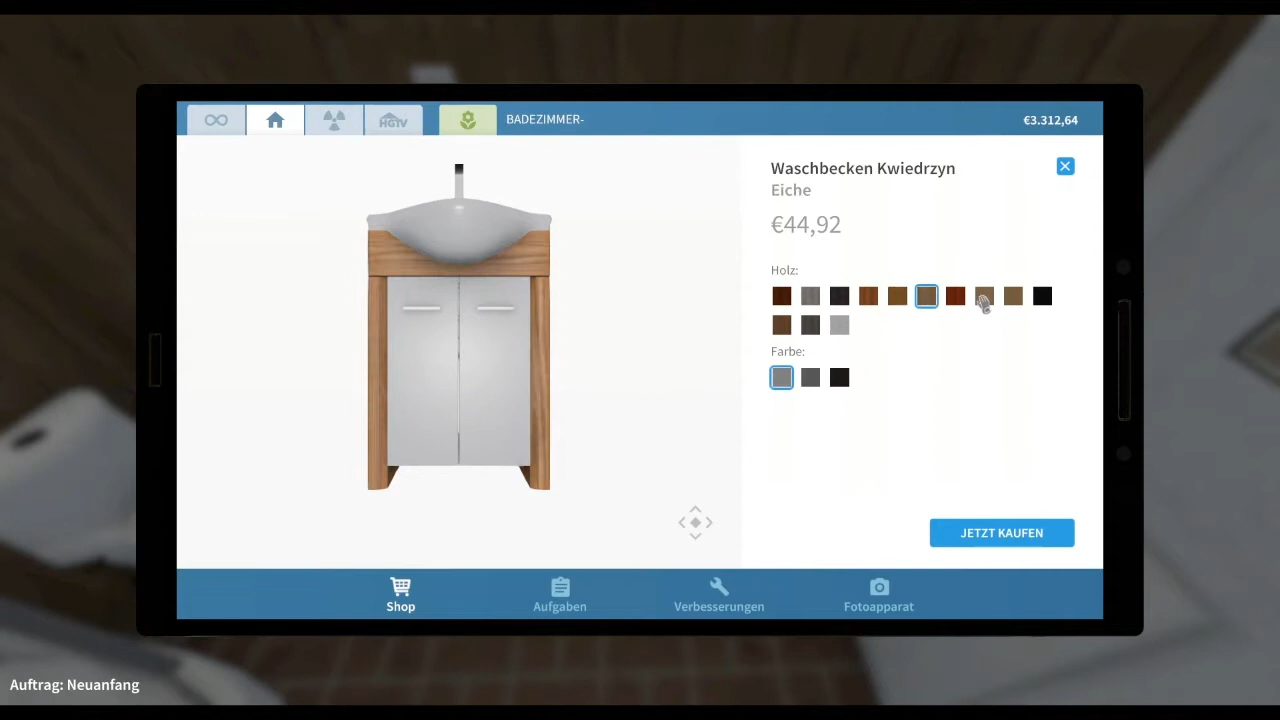 HGTV
BADEZIMMER-
€3.312,64
Waschbecken Kwiedrzyn
Eiche
€44,92
Holz:
Farbe:
JETZT KAUFEN
Shop
Aufgaben
Verbesserungen
Fotoapparat
Auftrag: Neuanfang